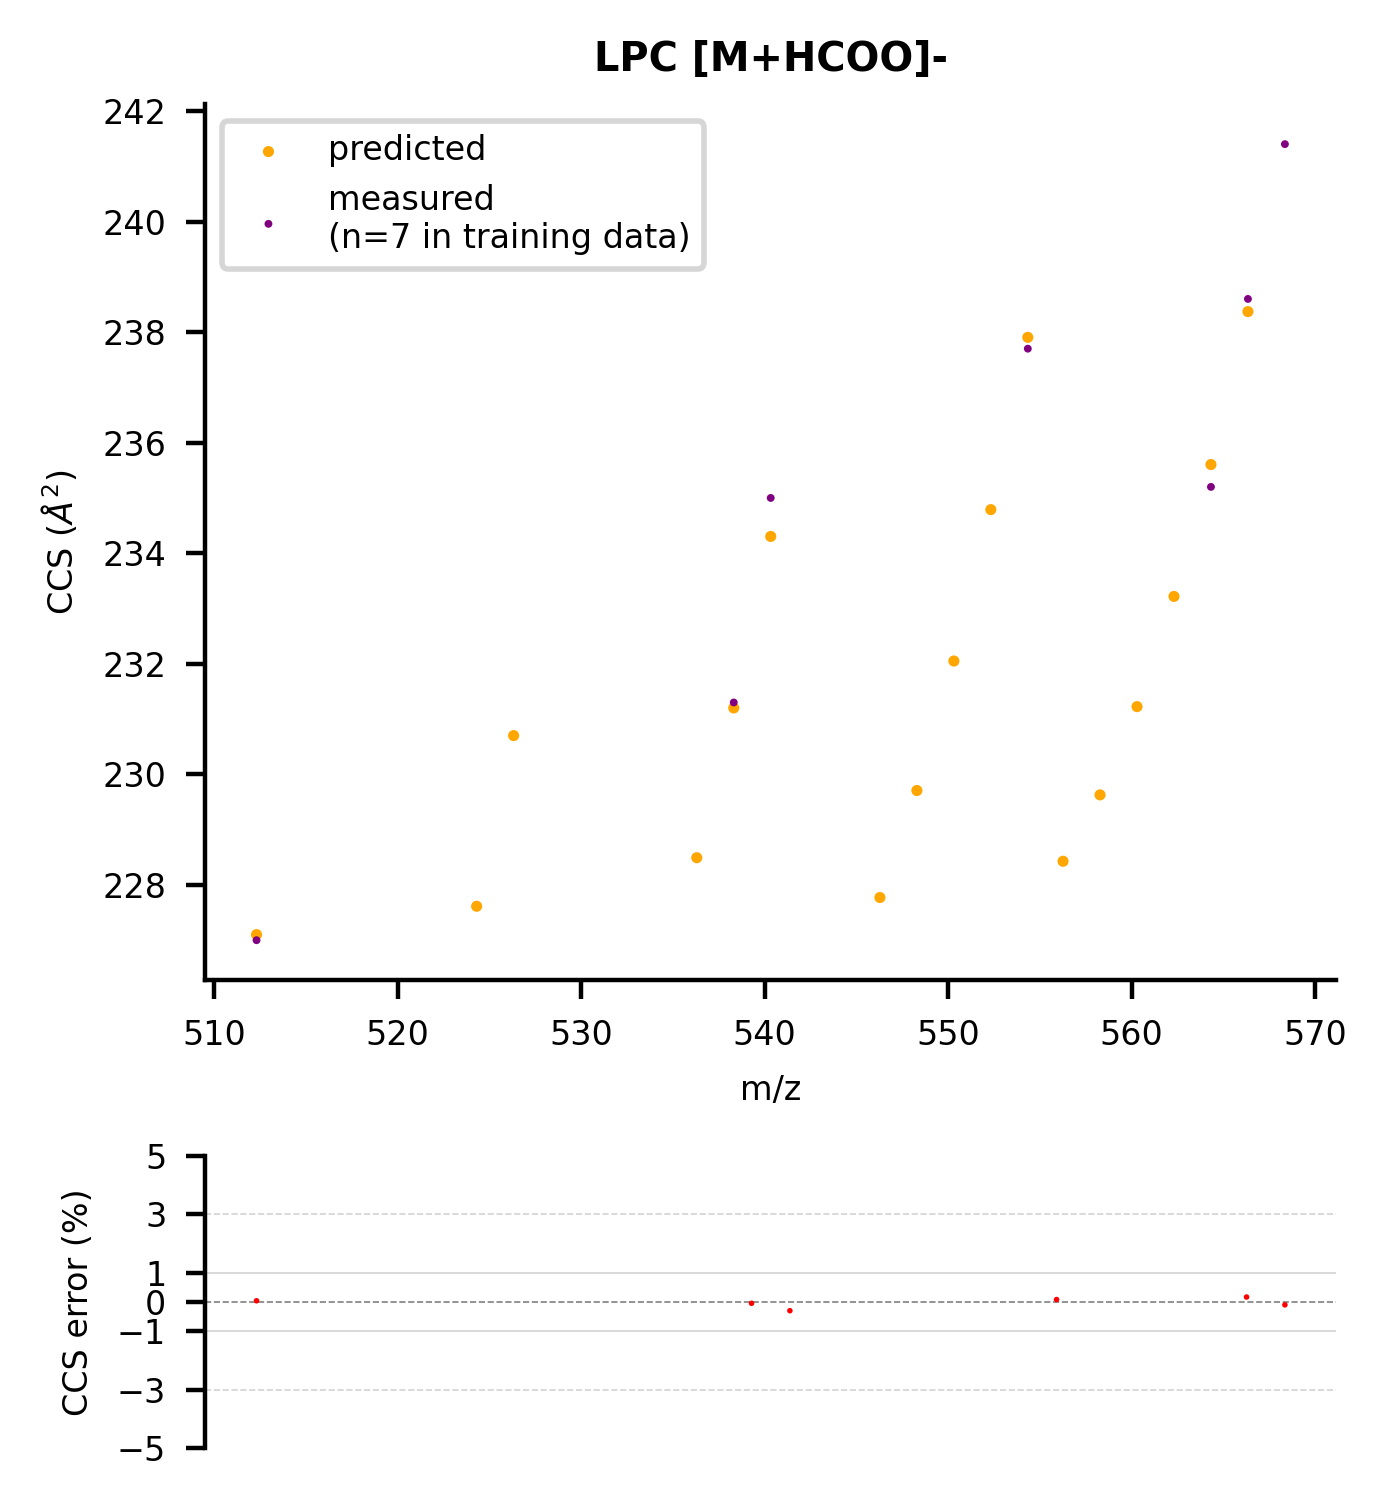 LPC [M+HCOO]-
242
240
238
236
234
232
230
228
CCS (Å²)
predicted
measured
(n=7 in training data)
510 520 530 540 550 560 570
m/z
5
3
1
0
−1
−3
−5
CCS error (%)